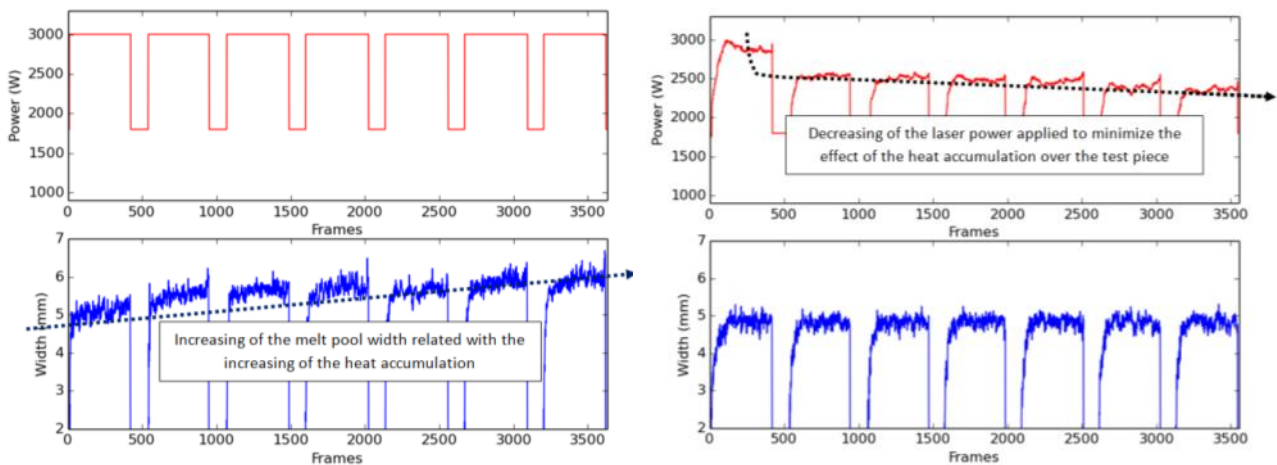 3000
2500
2000
1500
1000
Power (W)
0 500 1000 1500 2000 2500 3000 3500
Frames
7
6
5
4
3
2
Width (mm)
Increasing of the melt pool width related with the
increasing of the heat accumulation
0 500 1000 1500 2000 2500 3000 3500
Frames
3000
2500
2000
1500
1000
Power (W)
Decreasing of the laser power applied to minimize the
effect of the heat accumulation over the test piece
0 500 1000 1500 2000 2500 3000 3500
Frames
7
6
5
4
3
2
Width (mm)
0 500 1000 1500 2000 2500 3000 3500
Frames